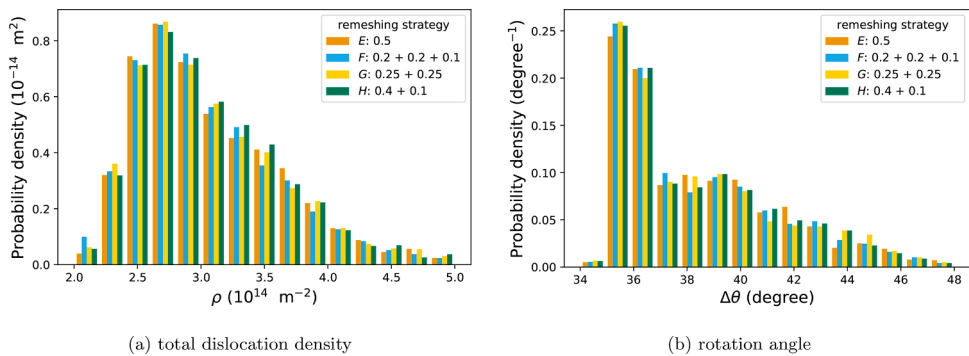 Probability density (10⁻¹⁴ m²)
0.8
0.6
0.4
0.2
0.0
remeshing strategy
E: 0.5
F: 0.2 + 0.2 + 0.1
G: 0.25 + 0.25
H: 0.4 + 0.1
2.0 2.5 3.0 3.5 4.0 4.5 5.0
ρ (10¹⁴ m⁻²)
(a) total dislocation density
Probability density (degree⁻¹)
0.25
0.20
0.15
0.10
0.05
0.00
remeshing strategy
E: 0.5
F: 0.2 + 0.2 + 0.1
G: 0.25 + 0.25
H: 0.4 + 0.1
34 36 38 40 42 44 46 48
Δθ (degree)
(b) rotation angle